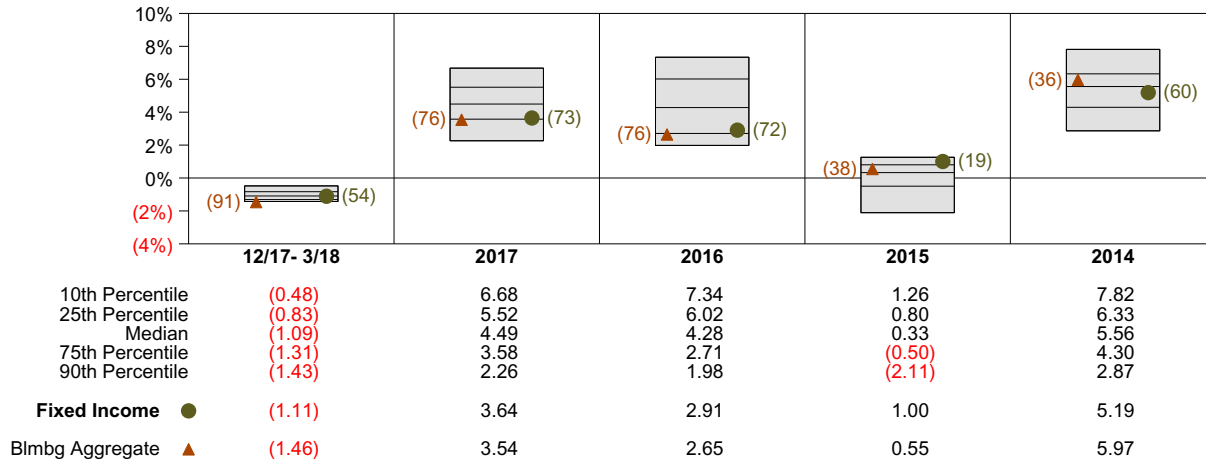 10%
8%
6%
4%
2%
0%
(2%)
(4%)
(91) (54)
(76) (73)
(76) (72)
(38) (19)
(36) (60)
12/17- 3/18 2017 2016 2015 2014
10th Percentile (0.48) 6.68 7.34 1.26 7.82
25th Percentile (0.83) 5.52 6.02 0.80 6.33
Median (1.09) 4.49 4.28 0.33 5.56
75th Percentile (1.31) 3.58 2.71 (0.50) 4.30
90th Percentile (1.43) 2.26 1.98 (2.11) 2.87
Fixed Income (1.11) 3.64 2.91 1.00 5.19
Blmbg Aggregate (1.46) 3.54 2.65 0.55 5.97